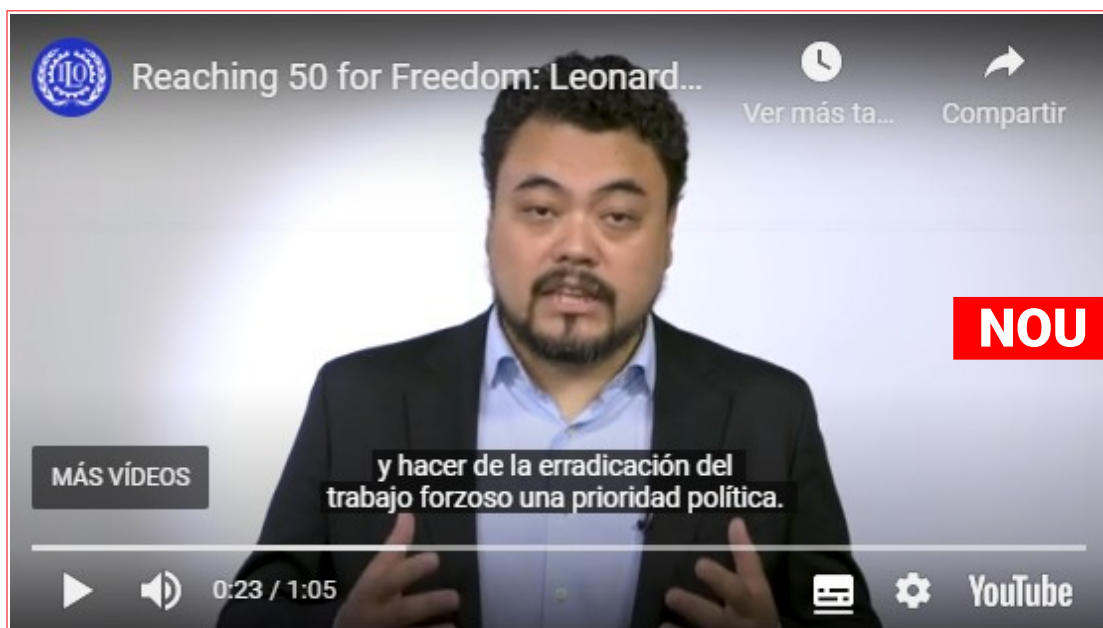 ILO
Reaching 50 for Freedom: Leonard...
Ver más ta...
Compartir
NOU
MÁS VÍDEOS
y hacer de la erradicación del
trabajo forzoso una prioridad política.
0:23 / 1:05
YouTube